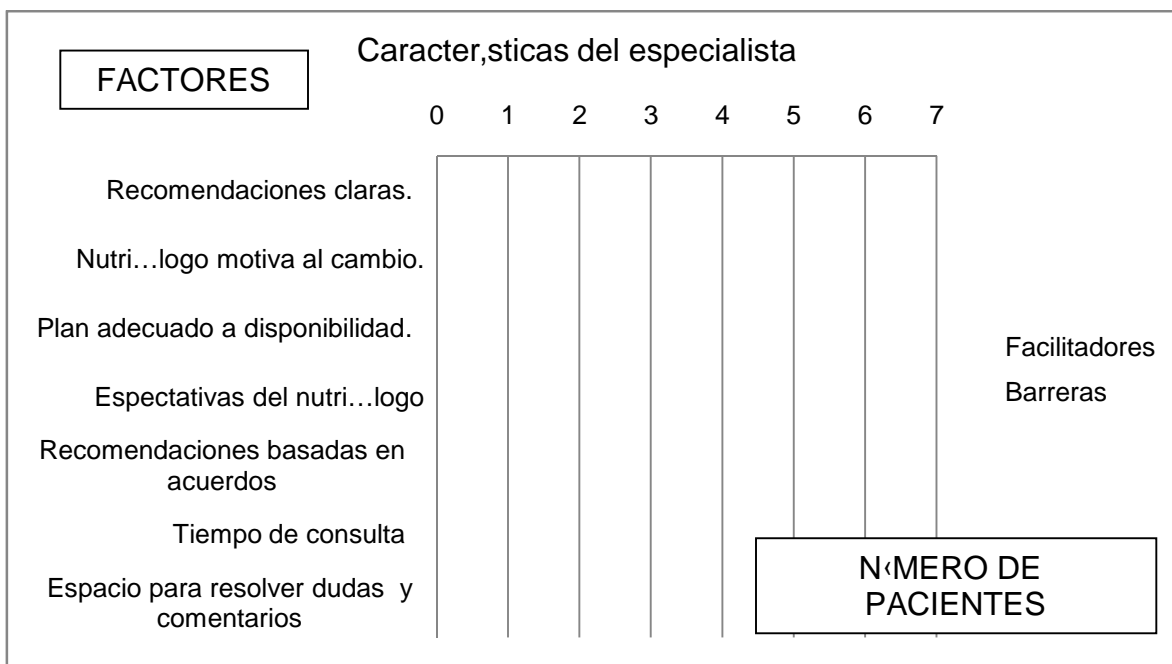 Caracter,sticas del especialista
FACTORES
0 1 2 3 4 5 6 7
Recomendaciones claras.
Nutri…logo motiva al cambio.
Plan adecuado a disponibilidad.
Espectativas del nutri…logo
Recomendaciones basadas en
acuerdos
Tiempo de consulta
Espacio para resolver dudas y
comentarios
Facilitadores
Barreras
N‹MERO DE
PACIENTES